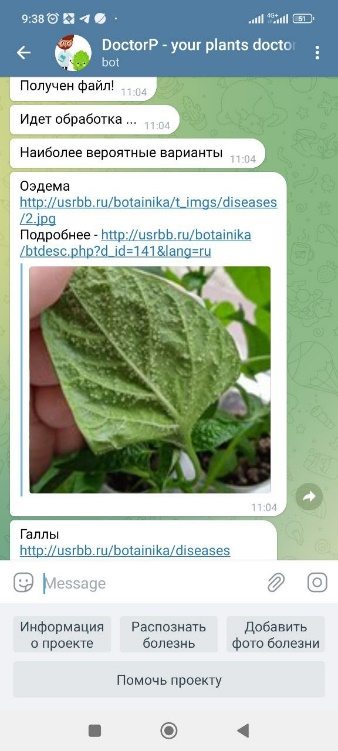 9:38
4G+
51
DoctorP - your plants docto
bot
Получен файл! 11:04
Идет обработка ... 11:04
Наиболее вероятные варианты 11:04
Оэдема
http://usrbb.ru/botainika/t_imgs/diseases
/2.jpg
Подробнее - http://usrbb.ru/botainika
/btdesc.php?d_id=141&lang=ru
11:04
Галлы
http://usrbb.ru/botainika/diseases
Message
Информация
о проекте
Распознать
болезнь
Добавить
фото болезни
Помочь проекту